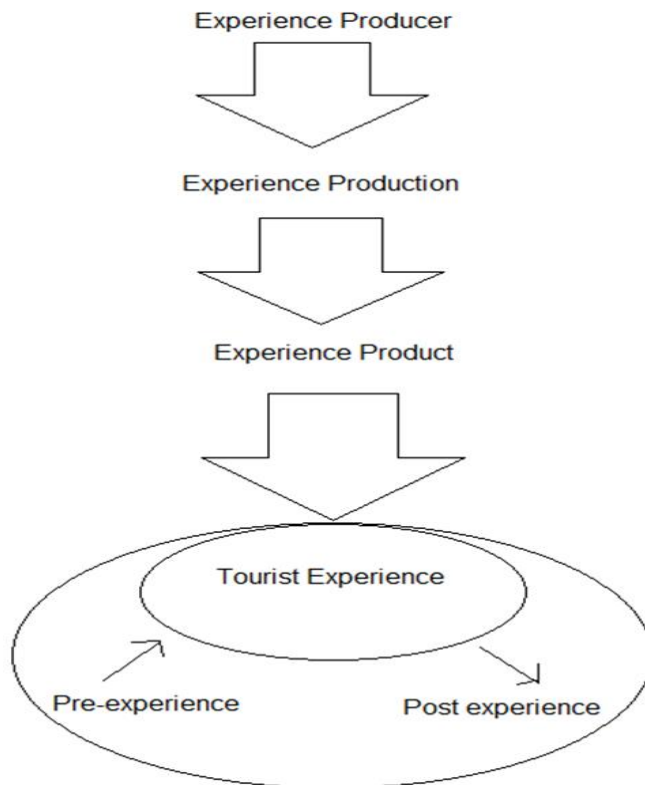 Experience Producer
Experience Production
Experience Product
Tourist Experience
Pre-experience
Post experience